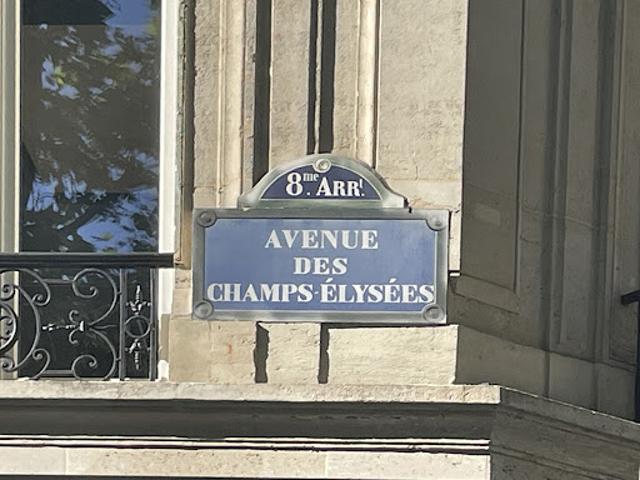 8me. ARRt.
AVENUE
DES
CHAMPS-ÉLYSÉES